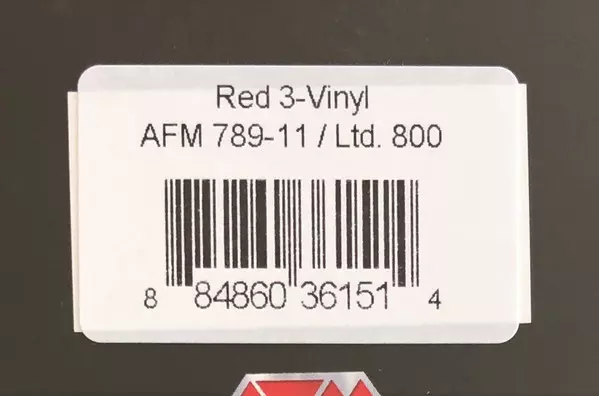 Red 3-Vinyl
AFM 789-11 / Ltd. 800
8 84860 36151 4